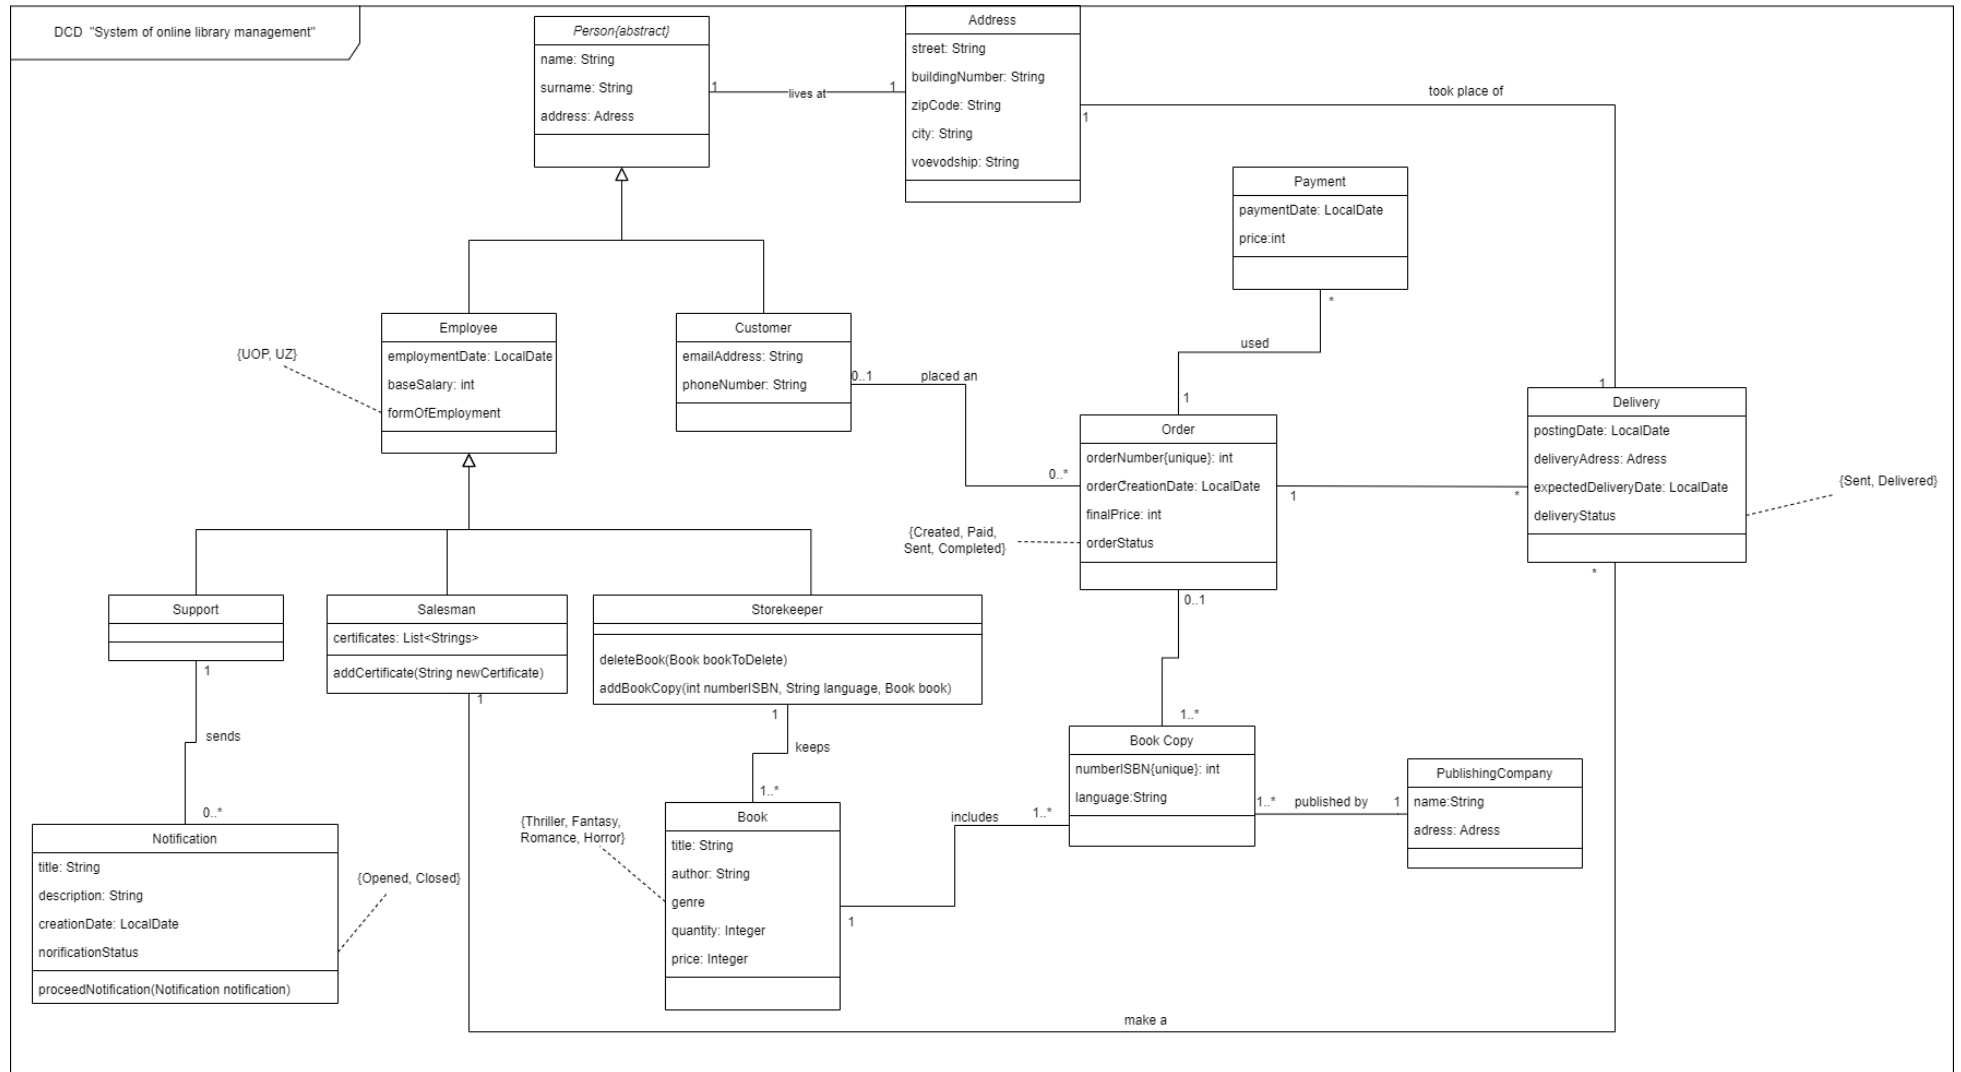 DCD "System of online library management"
Person{abstract}
name: String
surname: String
address: Adress
1
lives at
1
Address
street: String
buildingNumber: String
zipCode: String
city: String
voevodship: String
1
took place of
1
Payment
paymentDate: LocalDate
price:int
*
used
1
Employee
employmentDate: LocalDate
baseSalary: int
formOfEmployment
{UOP, UZ}
Customer
emailAddress: String
phoneNumber: String
0..1
placed an
0..*
Order
orderNumber{unique}: int
orderCreationDate: LocalDate
finalPrice: int
orderStatus
{Created, Paid,
Sent, Completed}
1
*
Delivery
postingDate: LocalDate
deliveryAdress: Adress
expectedDeliveryDate: LocalDate
deliveryStatus
{Sent, Delivered}
*
0..1
1..*
Support
1
sends
0..*
Salesman
certificates: List<Strings>
addCertificate(String newCertificate)
1
Storekeeper
deleteBook(Book bookToDelete)
addBookCopy(int numberISBN, String language, Book book)
1
keeps
1..*
Notification
title: String
description: String
creationDate: LocalDate
norificationStatus
proceedNotification(Notification notification)
{Opened, Closed}
{Thriller, Fantasy,
Romance, Horror}
Book
title: String
author: String
genre
quantity: Integer
price: Integer
1
includes
1..*
Book Copy
numberISBN{unique}: int
language:String
1..*
published by
1
PublishingCompany
name:String
adress: Adress
make a